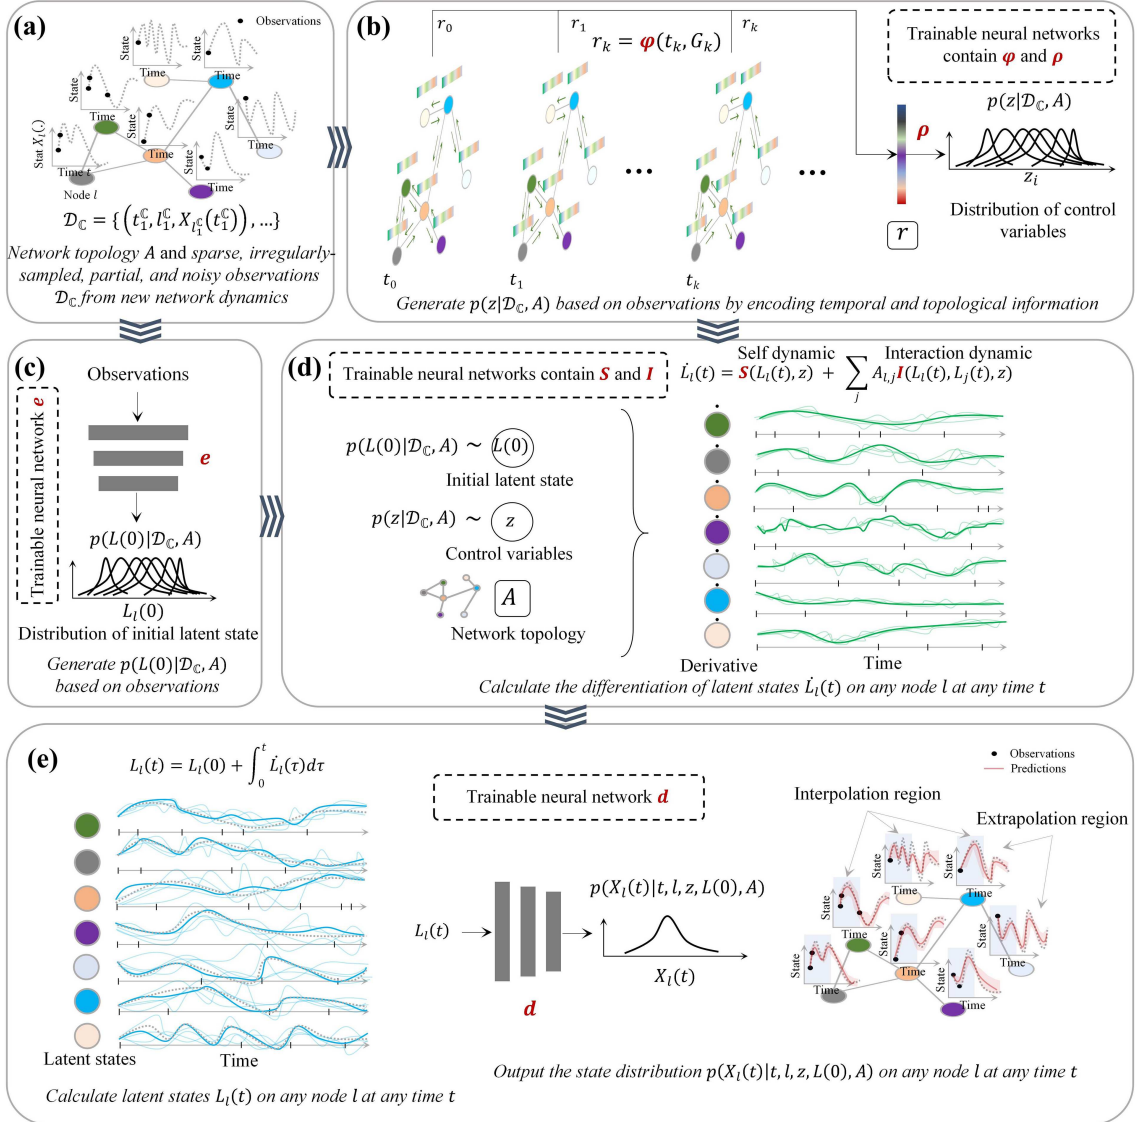 (a)
Observations
State
Time
State
Time
State
Time
State
Time
State
Time
State
Time
Stat X_l(.)
Time t
Node l
𝒟_ℂ = { (t_1^ℂ, l_1^ℂ, X_{l_1^ℂ}(t_1^ℂ)), ...}
Network topology A and sparse, irregularly-
sampled, partial, and noisy observations
𝒟_ℂ from new network dynamics
(b)
r_0
r_1
r_k
r_k = φ(t_k, G_k)
Trainable neural networks
contain φ and ρ
...
...
t_0
t_1
t_k
ρ
r
p(z|𝒟_ℂ, A)
z_i
Distribution of control
variables
Generate p(z|𝒟_ℂ, A) based on observations by encoding temporal and topological information
(c)
Trainable neural network e
Observations
e
p(L(0)|𝒟_ℂ, A)
L_l(0)
Distribution of initial latent state
Generate p(L(0)|𝒟_ℂ, A)
based on observations
(d)
Trainable neural networks contain S and I
Self dynamic
Interaction dynamic
L̇_l(t) = S(L_l(t), z) + ∑_j A_{l,j}I(L_l(t), L_j(t), z)
p(L(0)|𝒟_ℂ, A) ~ L(0)
Initial latent state
p(z|𝒟_ℂ, A) ~ z
Control variables
A
Network topology
Derivative
Time
Calculate the differentiation of latent states L̇_l(t) on any node l at any time t
(e)
L_l(t) = L_l(0) + ∫_0^t L̇_l(τ)dτ
Latent states
Time
Calculate latent states L_l(t) on any node l at any time t
Trainable neural network d
L_l(t)
d
p(X_l(t)|t, l, z, L(0), A)
X_l(t)
Observations
Predictions
Interpolation region
Extrapolation region
State
Time
State
Time
State
Time
State
Time
State
Time
State
Time
State
Time
Output the state distribution p(X_l(t)|t, l, z, L(0), A) on any node l at any time t